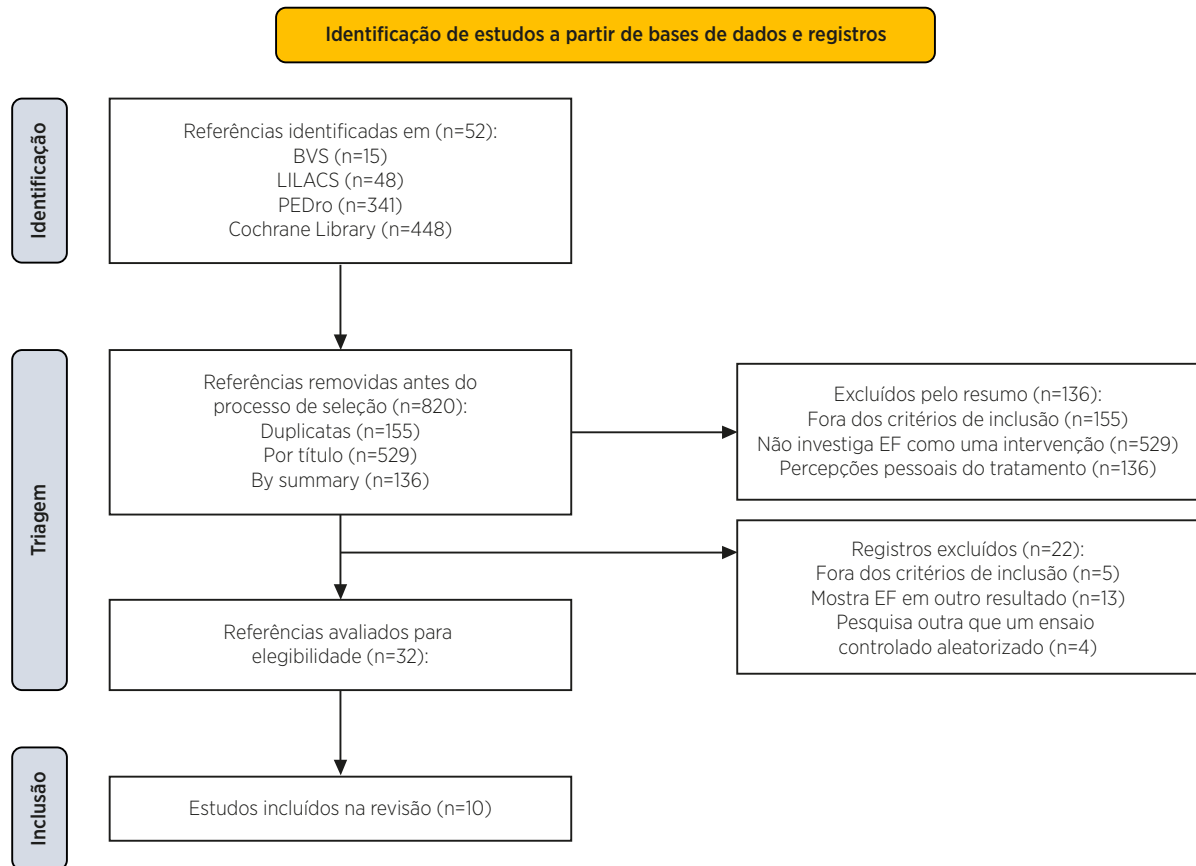 Identificação de estudos a partir de bases de dados e registros
Identificação
Referências identificadas em (n=52):
BVS (n=15)
LILACS (n=48)
PEDro (n=341)
Cochrane Library (n=448)
Triagem
Referências removidas antes do
processo de seleção (n=820):
Duplicatas (n=155)
Por título (n=529)
By summary (n=136)
Excluídos pelo resumo (n=136):
Fora dos critérios de inclusão (n=155)
Não investiga EF como uma intervenção (n=529)
Percepções pessoais do tratamento (n=136)
Registros excluídos (n=22):
Fora dos critérios de inclusão (n=5)
Mostra EF em outro resultado (n=13)
Pesquisa outra que um ensaio
controlado aleatorizado (n=4)
Referências avaliados para
elegibilidade (n=32):
Inclusão
Estudos incluídos na revisão (n=10)